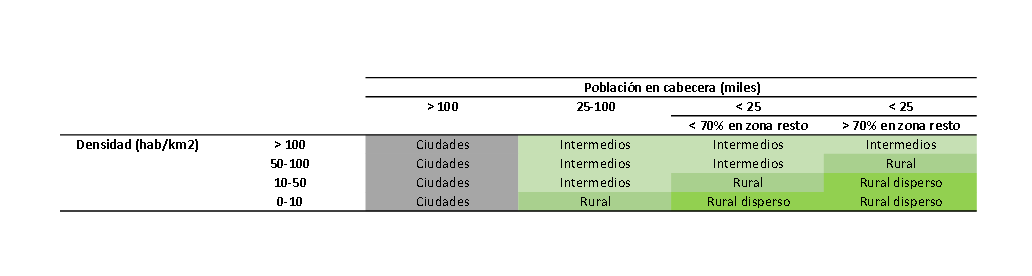 Población en cabecera (miles)
> 100 25-100 < 25 < 25
< 70% en zona resto > 70% en zona resto
Densidad (hab/km2) > 100 Ciudades Intermedios Intermedios Intermedios
50-100 Ciudades Intermedios Intermedios Rural
10-50 Ciudades Intermedios Rural Rural disperso
0-10 Ciudades Rural Rural disperso Rural disperso